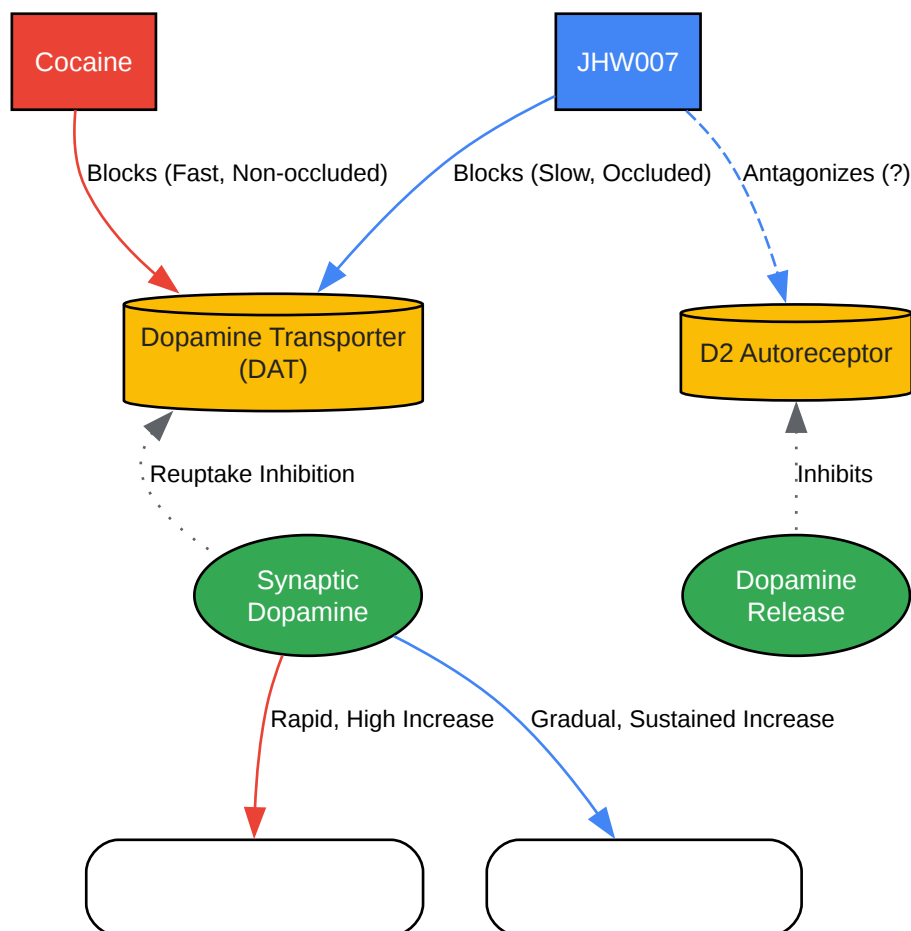 Cocaine
JHW007
Blocks (Fast, Non-occluded)
Blocks (Slow, Occluded)
Antagonizes (?)
Dopamine Transporter
(DAT)
D2 Autoreceptor
Reuptake Inhibition
Inhibits
Synaptic
Dopamine
Dopamine
Release
Rapid, High Increase
Gradual, Sustained Increase